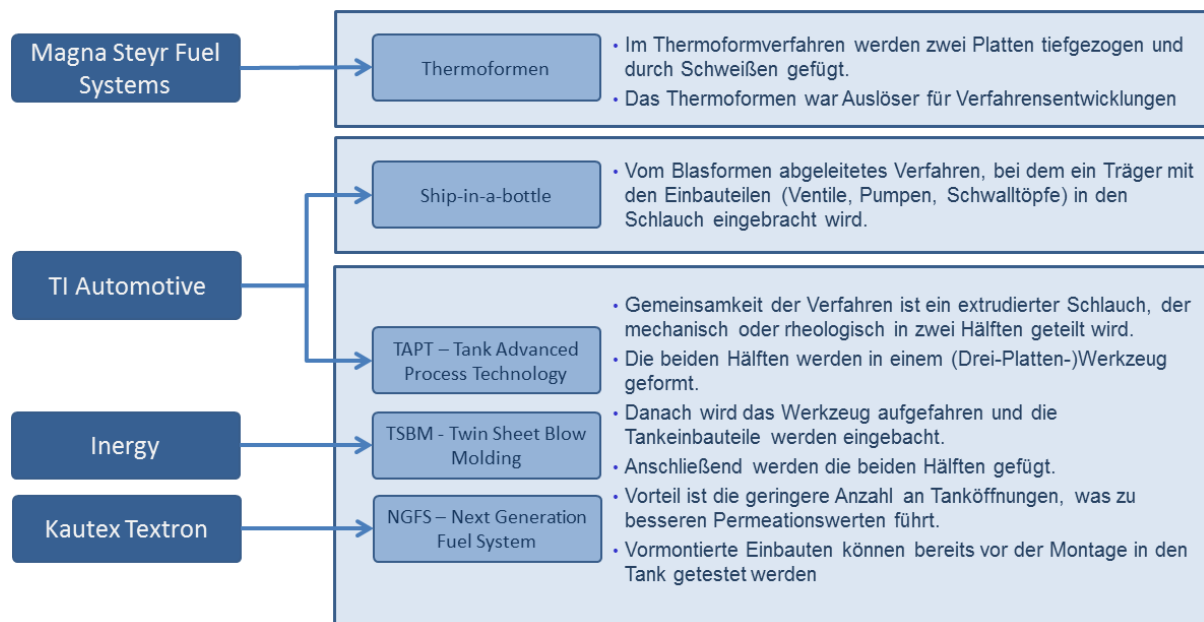 Magna Steyr Fuel
Systems
Thermoformen
• Im Thermoformverfahren werden zwei Platten tiefgezogen und
durch Schweißen gefügt.
• Das Thermoformen war Auslöser für Verfahrensentwicklungen
TI Automotive
Ship-in-a-bottle
• Vom Blasformen abgeleitetes Verfahren, bei dem ein Träger mit
den Einbauteilen (Ventile, Pumpen, Schwalltöpfe) in den
Schlauch eingebracht wird.
TAPT – Tank Advanced
Process Technology
Inergy
TSBM - Twin Sheet Blow
Molding
Kautex Textron
NGFS – Next Generation
Fuel System
• Gemeinsamkeit der Verfahren ist ein extrudierter Schlauch, der
mechanisch oder rheologisch in zwei Hälften geteilt wird.
• Die beiden Hälften werden in einem (Drei-Platten-)Werkzeug
geformt.
• Danach wird das Werkzeug aufgefahren und die
Tankeinbauteile werden eingebacht.
• Anschließend werden die beiden Hälften gefügt.
• Vorteil ist die geringere Anzahl an Tanköffnungen, was zu
besseren Permeationswerten führt.
• Vormontierte Einbauten können bereits vor der Montage in den
Tank getestet werden